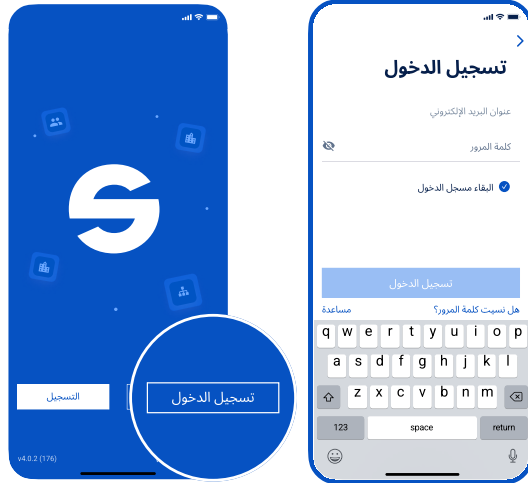 التسجيل
تسجيل الدخول
v4.0.2 (176)
تسجيل الدخول
عنوان البريد الإلكتروني
كلمة المرور
البقاء مسجل الدخول
تسجيل الدخول
هل نسيت كلمة المرور؟ مساعدة
q w e r t y u i o p
a s d f g h j k l
z x c v b n m
123 space return